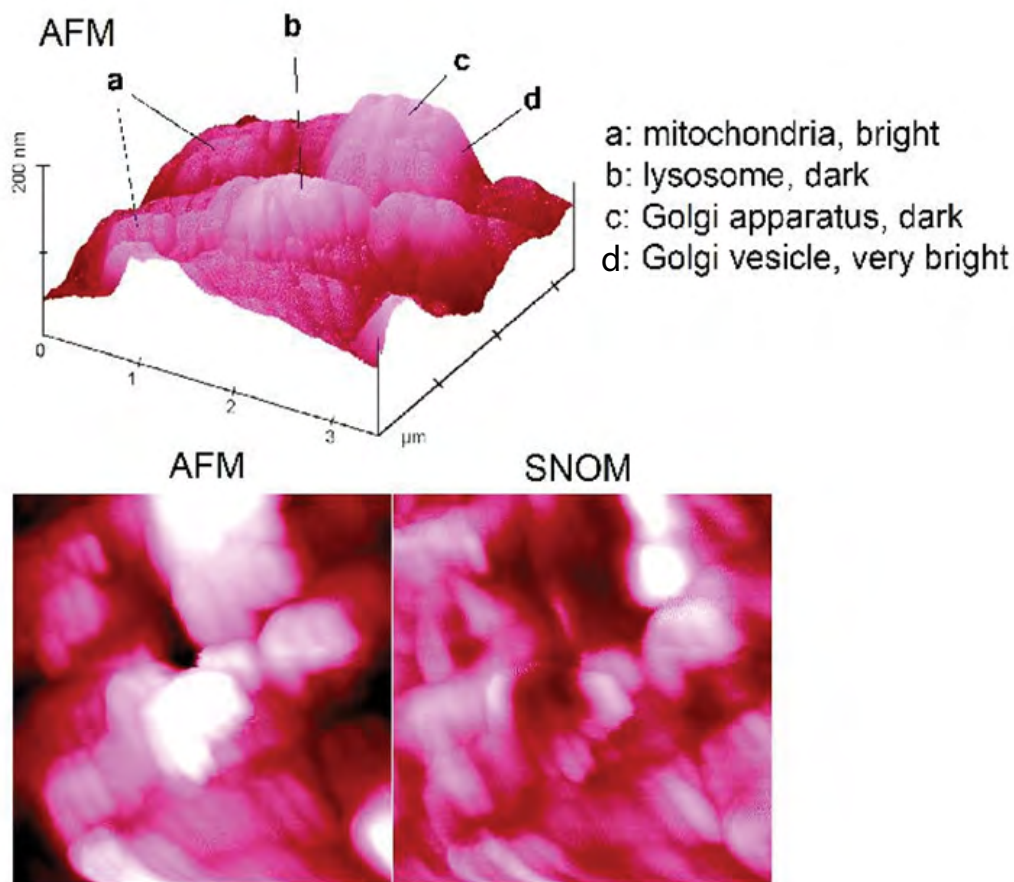 AFM
a
b
c
d
200 nm
0
1
2
3
µm
a: mitochondria, bright
b: lysosome, dark
c: Golgi apparatus, dark
d: Golgi vesicle, very bright
AFM
SNOM